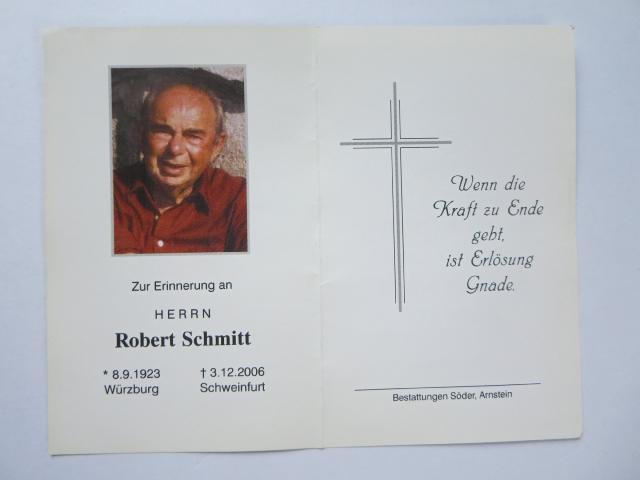 Zur Erinnerung an
HERRN
Robert Schmitt
* 8.9.1923
Würzburg
† 3.12.2006
Schweinfurt
Wenn die
Kraft zu Ende
geht,
ist Erlösung
Gnade.
Bestattungen Söder, Arnstein